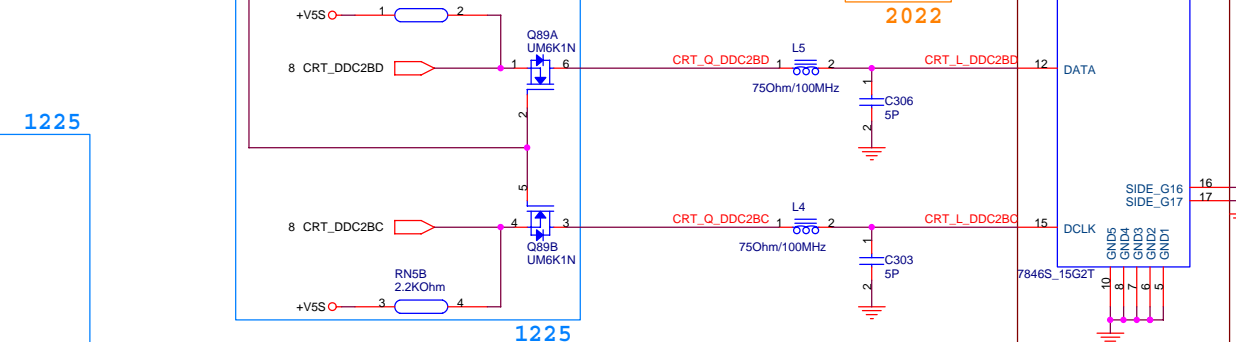 2022
+V5S
1
2
Q89A
UM6K1N
8 CRT_DDC2BD
1
6
2
CRT_Q_DDC2BD
L5
1
2
75Ohm/100MHz
CRT_L_DDC2BD
12
DATA
1
C306
5P
2
1225
5
SIDE_G16
16
SIDE_G17
17
8 CRT_DDC2BC
4
3
Q89B
UM6K1N
CRT_Q_DDC2BC
L4
1
2
75Ohm/100MHz
CRT_L_DDC2BC
15
DCLK
1
C303
5P
2
RN5B
2.2KOhm
+V5S
3
4
1225
GND5
GND4
GND3
GND2
GND1
7846S_15G2T
10
8
7
6
5